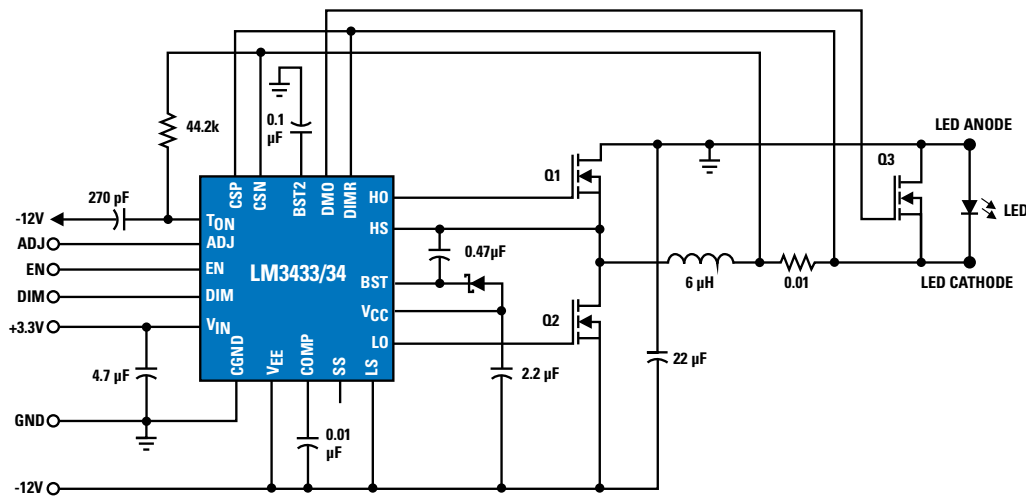 44.2k
0.1
µF
270 pF
-12V
ADJ
EN
DIM
+3.3V
4.7 µF
GND
-12V
CSP
CSN
BST2
DMO
DIMR
TON
ADJ
EN
DIM
VIN
HO
HS
BST
VCC
LO
LM3433/34
CGND
VEE
COMP
SS
LS
0.01
µF
0.47µF
2.2 µF
Q1
Q2
6 µH
0.01
22 µF
Q3
LED ANODE
LED
LED CATHODE